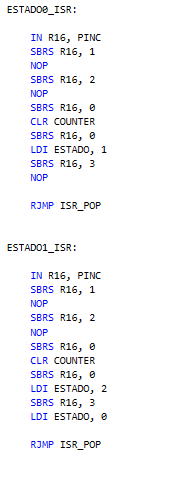 ESTADO0_ISR:
IN R16, PINC
SBRS R16, 1
NOP
SBRS R16, 2
NOP
SBRS R16, 0
CLR COUNTER
SBRS R16, 0
LDI ESTADO, 1
SBRS R16, 3
NOP
RJMP ISR_POP
ESTADO1_ISR:
IN R16, PINC
SBRS R16, 1
NOP
SBRS R16, 2
NOP
SBRS R16, 0
CLR COUNTER
SBRS R16, 0
LDI ESTADO, 2
SBRS R16, 3
LDI ESTADO, 0
RJMP ISR_POP